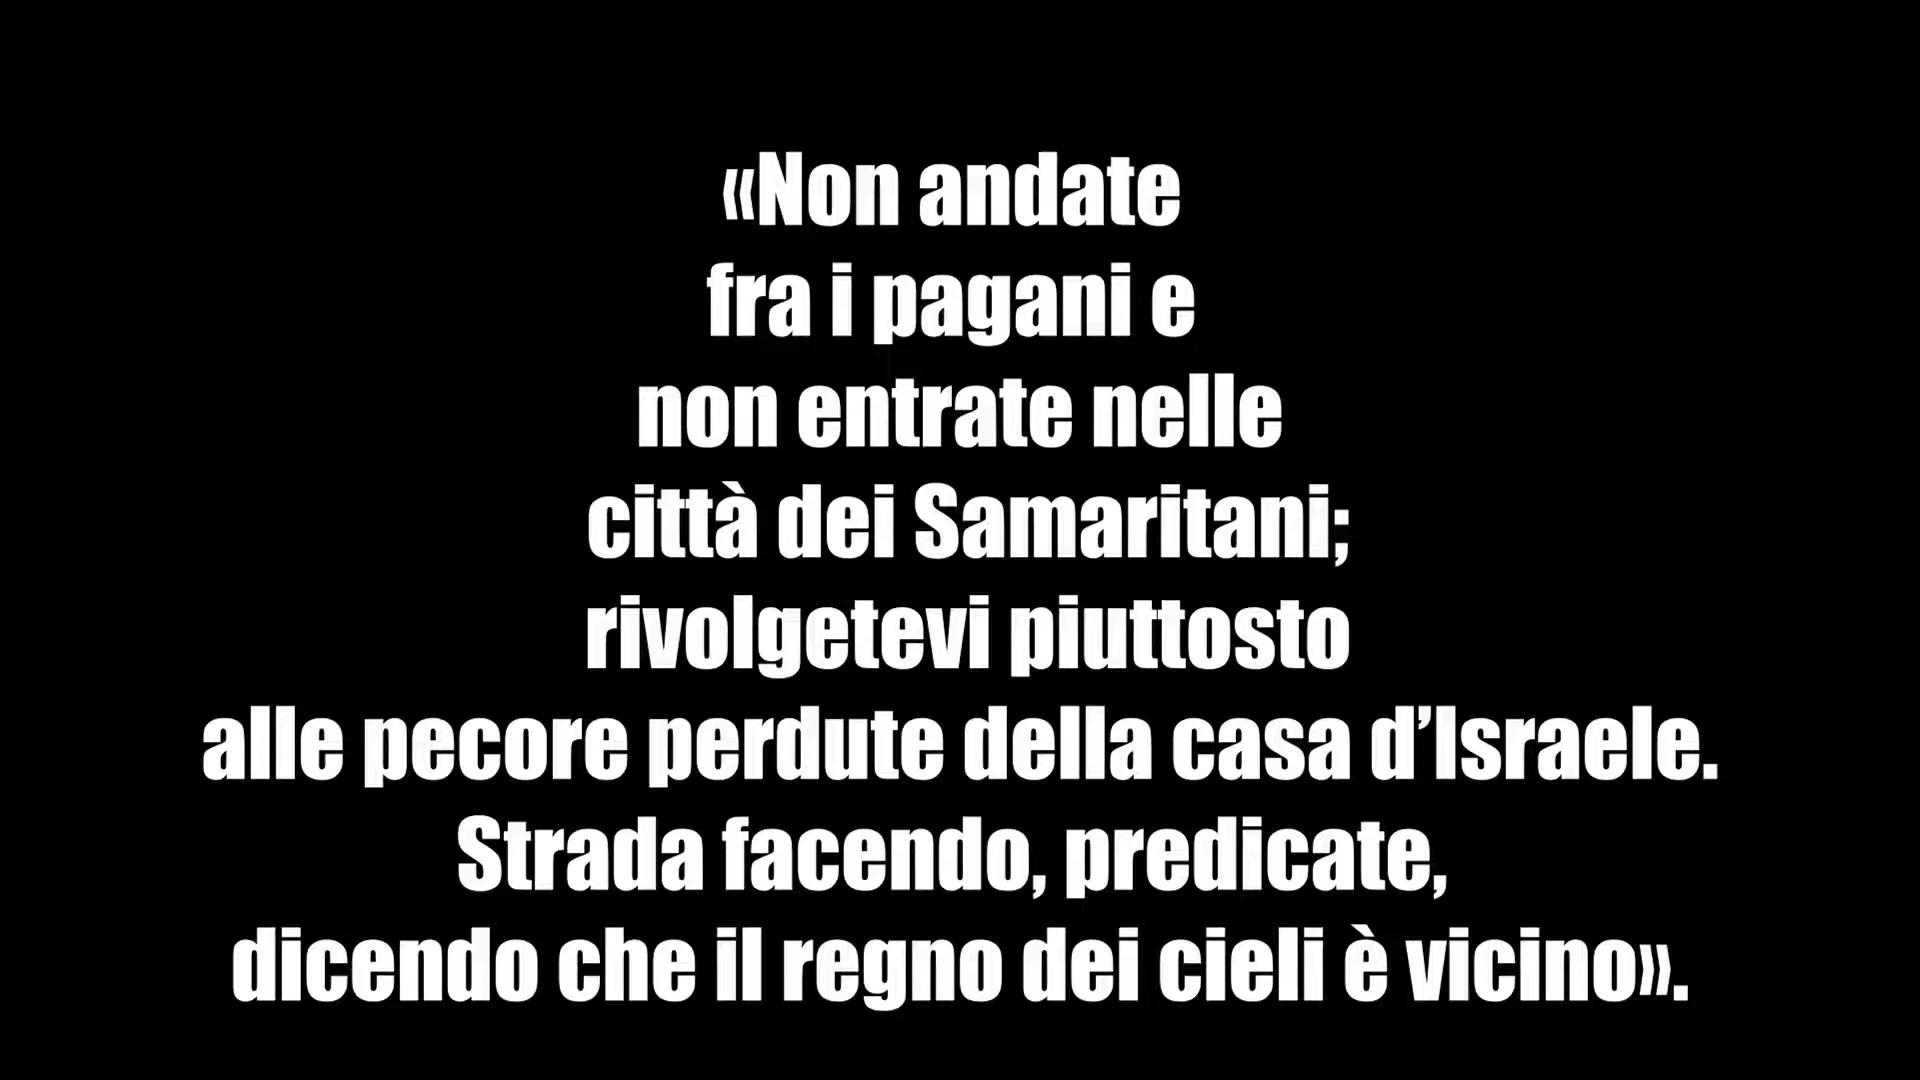 «Non andate
fra i pagani e
non entrate nelle
città dei Samaritani;
rivolgetevi piuttosto
alle pecore perdute della casa d’Israele.
Strada facendo, predicate,
dicendo che il regno dei cieli è vicino».